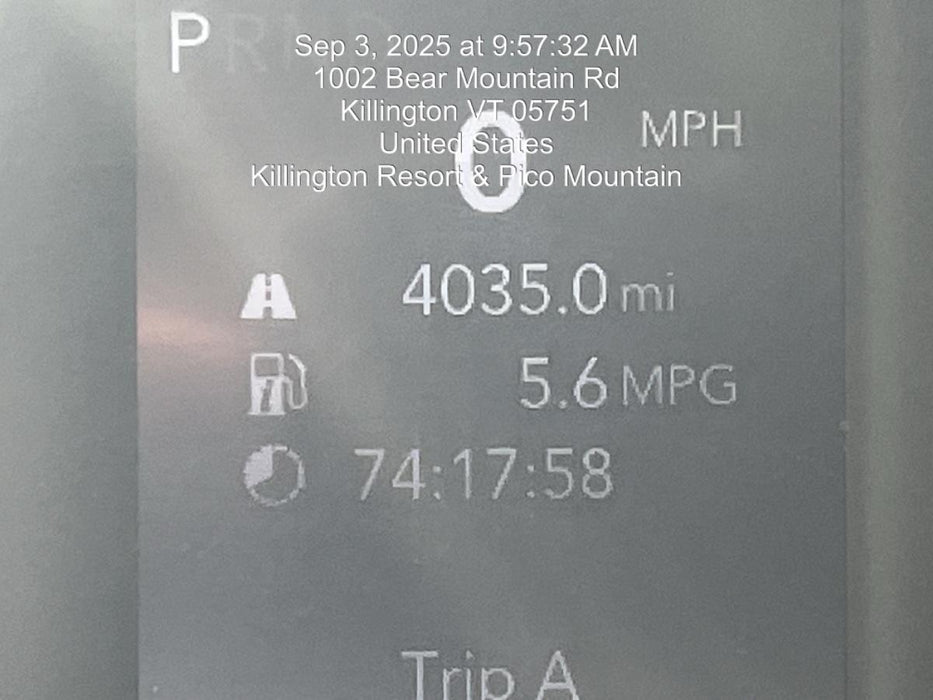 P R N D
Sep 3, 2025 at 9:57:32 AM
1002 Bear Mountain Rd
Killington VT 05751
0 MPH
United States
Killington Resort & Pico Mountain
4035.0 mi
5.6 MPG
74:17:58
Trip A